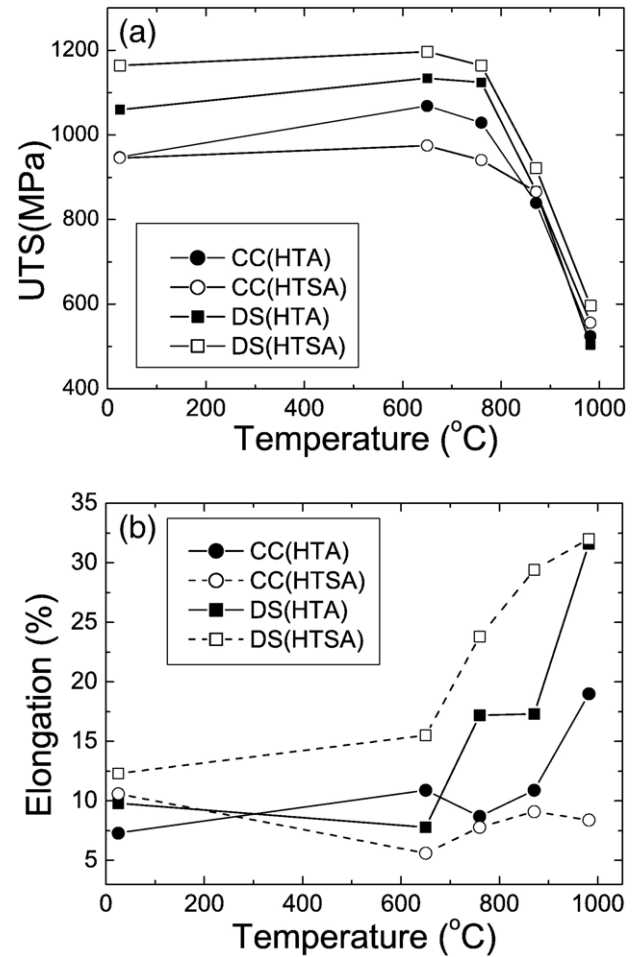 (a)
1200
1000
800
600
400
UTS(MPa)
CC(HTA)
CC(HTSA)
DS(HTA)
DS(HTSA)
0 200 400 600 800 1000
Temperature (°C)
(b)
35
30
25
20
15
10
5
Elongation (%)
CC(HTA)
CC(HTSA)
DS(HTA)
DS(HTSA)
0 200 400 600 800 1000
Temperature (°C)